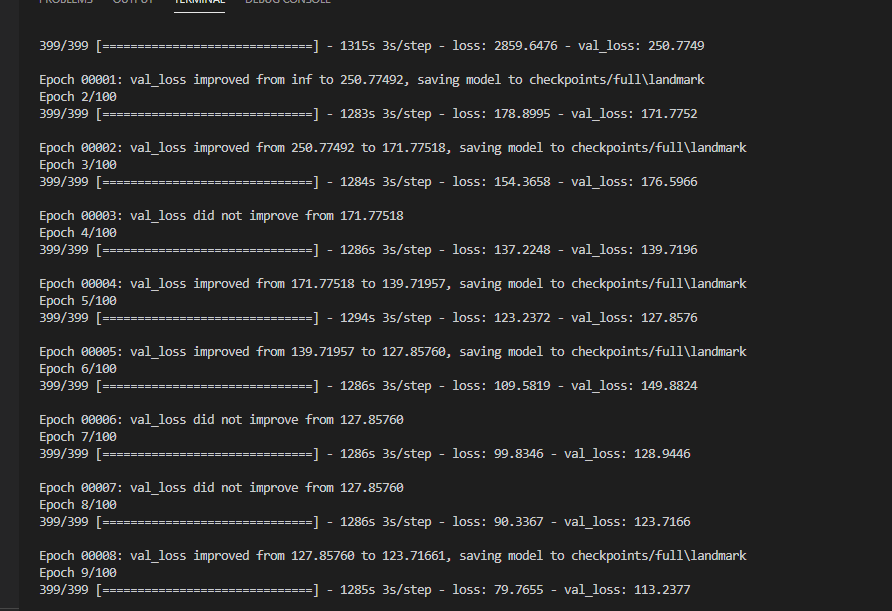 PROBLEMS OUTPUT TERMINAL DEBUG CONSOLE
399/399 [==============================] - 1315s 3s/step - loss: 2859.6476 - val_loss: 250.7749
Epoch 00001: val_loss improved from inf to 250.77492, saving model to checkpoints/full\landmark
Epoch 2/100
399/399 [==============================] - 1283s 3s/step - loss: 178.8995 - val_loss: 171.7752
Epoch 00002: val_loss improved from 250.77492 to 171.77518, saving model to checkpoints/full\landmark
Epoch 3/100
399/399 [==============================] - 1284s 3s/step - loss: 154.3658 - val_loss: 176.5966
Epoch 00003: val_loss did not improve from 171.77518
Epoch 4/100
399/399 [==============================] - 1286s 3s/step - loss: 137.2248 - val_loss: 139.7196
Epoch 00004: val_loss improved from 171.77518 to 139.71957, saving model to checkpoints/full\landmark
Epoch 5/100
399/399 [==============================] - 1294s 3s/step - loss: 123.2372 - val_loss: 127.8576
Epoch 00005: val_loss improved from 139.71957 to 127.85760, saving model to checkpoints/full\landmark
Epoch 6/100
399/399 [==============================] - 1286s 3s/step - loss: 109.5819 - val_loss: 149.8824
Epoch 00006: val_loss did not improve from 127.85760
Epoch 7/100
399/399 [==============================] - 1286s 3s/step - loss: 99.8346 - val_loss: 128.9446
Epoch 00007: val_loss did not improve from 127.85760
Epoch 8/100
399/399 [==============================] - 1286s 3s/step - loss: 90.3367 - val_loss: 123.7166
Epoch 00008: val_loss improved from 127.85760 to 123.71661, saving model to checkpoints/full\landmark
Epoch 9/100
399/399 [==============================] - 1285s 3s/step - loss: 79.7655 - val_loss: 113.2377